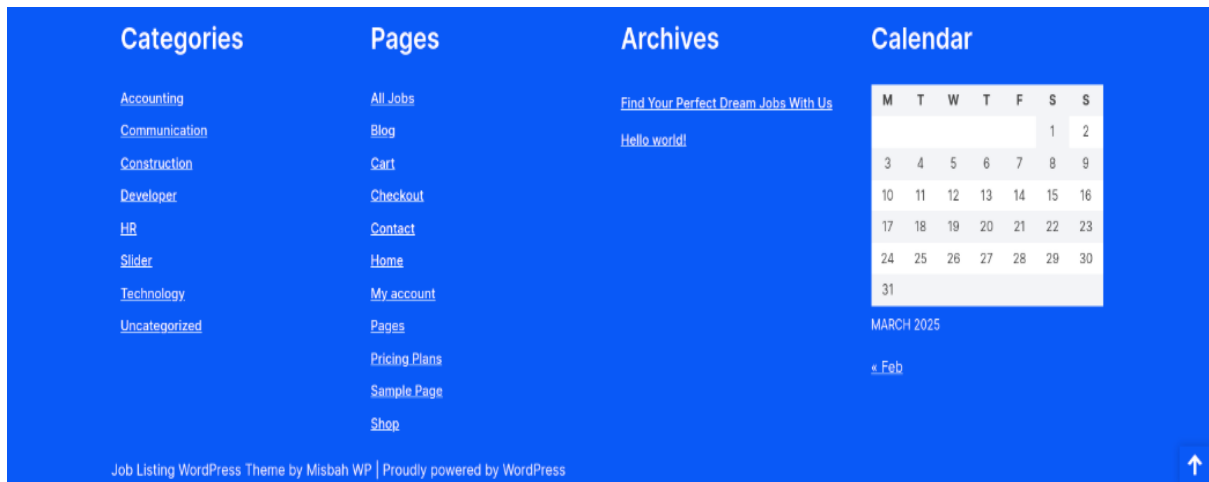 Categories
Accounting
Communication
Construction
Developer
HR
Slider
Technology
Uncategorized
Pages
All Jobs
Blog
Cart
Checkout
Contact
Home
My account
Pages
Pricing Plans
Sample Page
Shop
Archives
Find Your Perfect Dream Jobs With Us
Hello world!
Calendar
M T W T F S S
1 2
3 4 5 6 7 8 9
10 11 12 13 14 15 16
17 18 19 20 21 22 23
24 25 26 27 28 29 30
31
MARCH 2025
« Feb
Job Listing WordPress Theme by Misbah WP | Proudly powered by WordPress